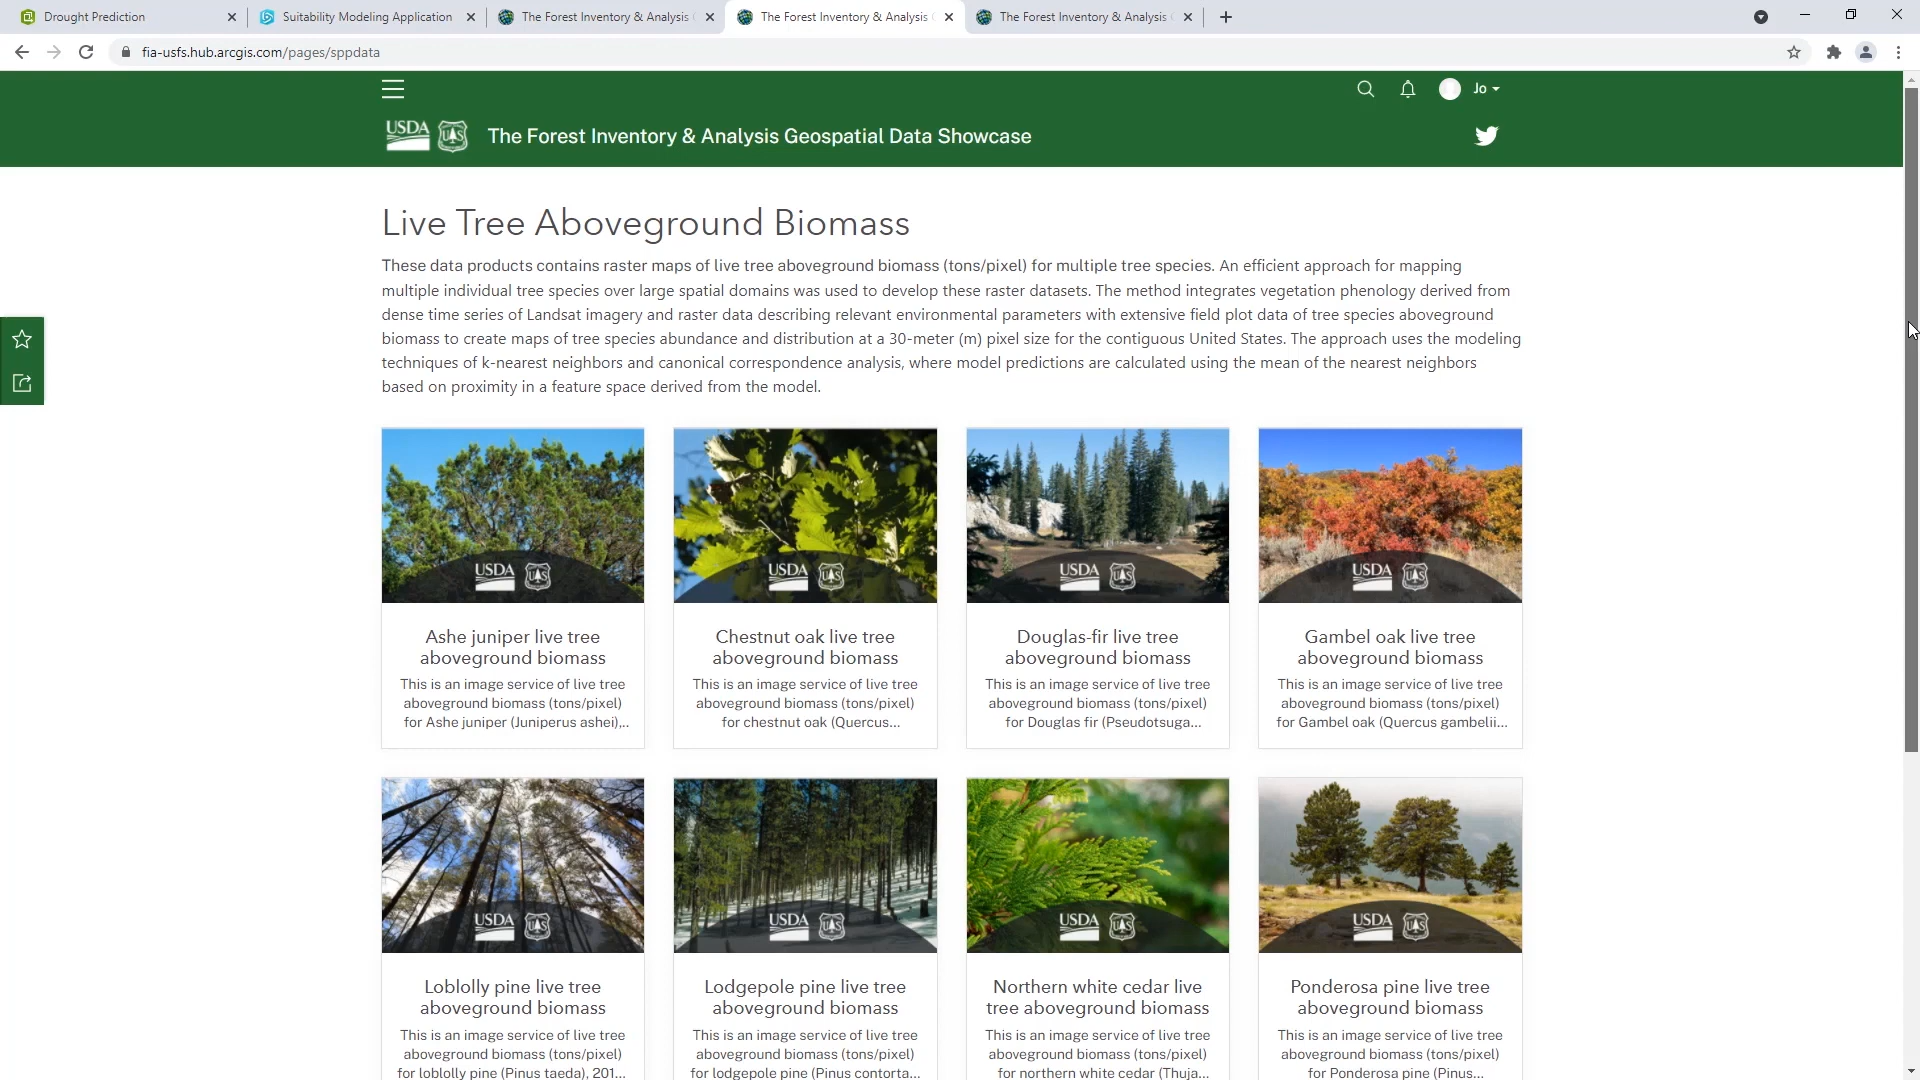 Drought Prediction
Suitability Modeling Application
The Forest Inventory & Analysis
The Forest Inventory & Analysis
The Forest Inventory & Analysis
fia-usfs.hub.arcgis.com/pages/sppdata
Jo
USDA UAS The Forest Inventory & Analysis Geospatial Data Showcase
Live Tree Aboveground Biomass
These data products contains raster maps of live tree aboveground biomass (tons/pixel) for multiple tree species. An efficient approach for mapping
multiple individual tree species over large spatial domains was used to develop these raster datasets. The method integrates vegetation phenology derived from
dense time series of Landsat imagery and raster data describing relevant environmental parameters with extensive field plot data of tree species aboveground
biomass to create maps of tree species abundance and distribution at a 30-meter (m) pixel size for the contiguous United States. The approach uses the modeling
techniques of k-nearest neighbors and canonical correspondence analysis, where model predictions are calculated using the mean of the nearest neighbors
based on proximity in a feature space derived from the model.
USDA UAS
USDA UAS
USDA UAS
USDA UAS
Ashe juniper live tree
aboveground biomass
This is an image service of live tree
aboveground biomass (tons/pixel)
for Ashe juniper (Juniperus ashei),..
Chestnut oak live tree
aboveground biomass
This is an image service of live tree
aboveground biomass (tons/pixel)
for chestnut oak (Quercus...
Douglas-fir live tree
aboveground biomass
This is an image service of live tree
aboveground biomass (tons/pixel)
for Douglas fir (Pseudotsuga...
Gambel oak live tree
aboveground biomass
This is an image service of live tree
aboveground biomass (tons/pixel)
for Gambel oak (Quercus gambelii...
USDA UAS
USDA UAS
USDA UAS
USDA UAS
Loblolly pine live tree
aboveground biomass
This is an image service of live tree
aboveground biomass (tons/pixel)
for loblolly pine (Pinus taeda), 201...
Lodgepole pine live tree
aboveground biomass
This is an image service of live tree
aboveground biomass (tons/pixel)
for lodgepole pine (Pinus contorta...
Northern white cedar live
tree aboveground biomass
This is an image service of live tree
aboveground biomass (tons/pixel)
for northern white cedar (Thuja...
Ponderosa pine live tree
aboveground biomass
This is an image service of live tree
aboveground biomass (tons/pixel)
for Ponderosa pine (Pinus...